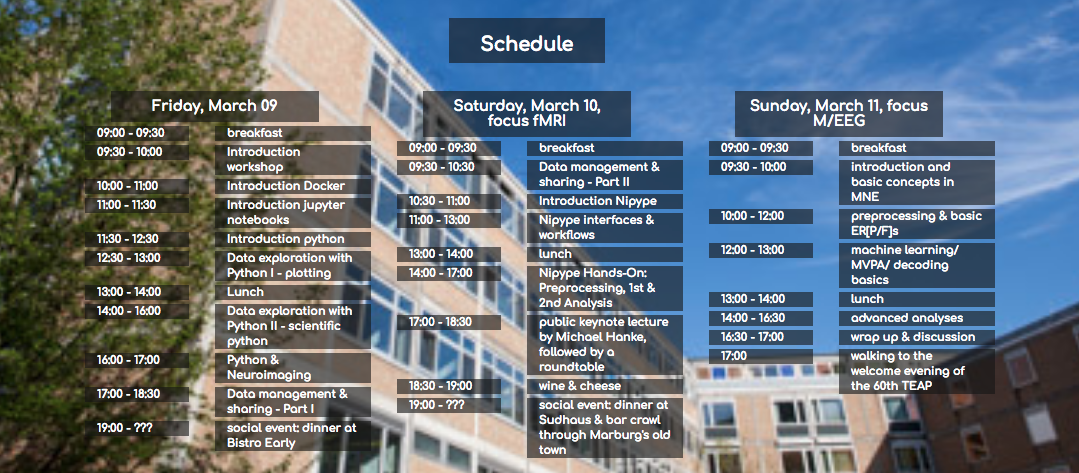 Schedule
Friday, March 09
09:00 - 09:30 breakfast
09:30 - 10:00 Introduction
workshop
10:00 - 11:00 Introduction Docker
11:00 - 11:30 Introduction jupyter
notebooks
11:30 - 12:30 Introduction python
12:30 - 13:00 Data exploration with
Python I - plotting
13:00 - 14:00 Lunch
14:00 - 16:00 Data exploration with
Python II - scientific
python
16:00 - 17:00 Python &
Neuroimaging
17:00 - 18:30 Data management &
sharing - Part I
19:00 - ??? social event: dinner at
Bistro Early
Saturday, March 10,
focus fMRI
09:00 - 09:30 breakfast
09:30 - 10:30 Data management &
sharing - Part II
10:30 - 11:00 Introduction Nipype
11:00 - 13:00 Nipype interfaces &
workflows
13:00 - 14:00 lunch
14:00 - 17:00 Nipype Hands-On:
Preprocessing, 1st &
2nd Analysis
17:00 - 18:30 public keynote lecture
by Michael Hanke,
followed by a
roundtable
18:30 - 19:00 wine & cheese
19:00 - ??? social event: dinner at
Sudhaus & bar crawl
through Marburg's old
town
Sunday, March 11, focus
M/EEG
09:00 - 09:30 breakfast
09:30 - 10:00 introduction and
basic concepts in
MNE
10:00 - 12:00 preprocessing & basic
ER[P/F]s
12:00 - 13:00 machine learning/
MVPA/ decoding
basics
13:00 - 14:00 lunch
14:00 - 16:30 advanced analyses
16:30 - 17:00 wrap up & discussion
17:00 walking to the
welcome evening of
the 60th TEAP